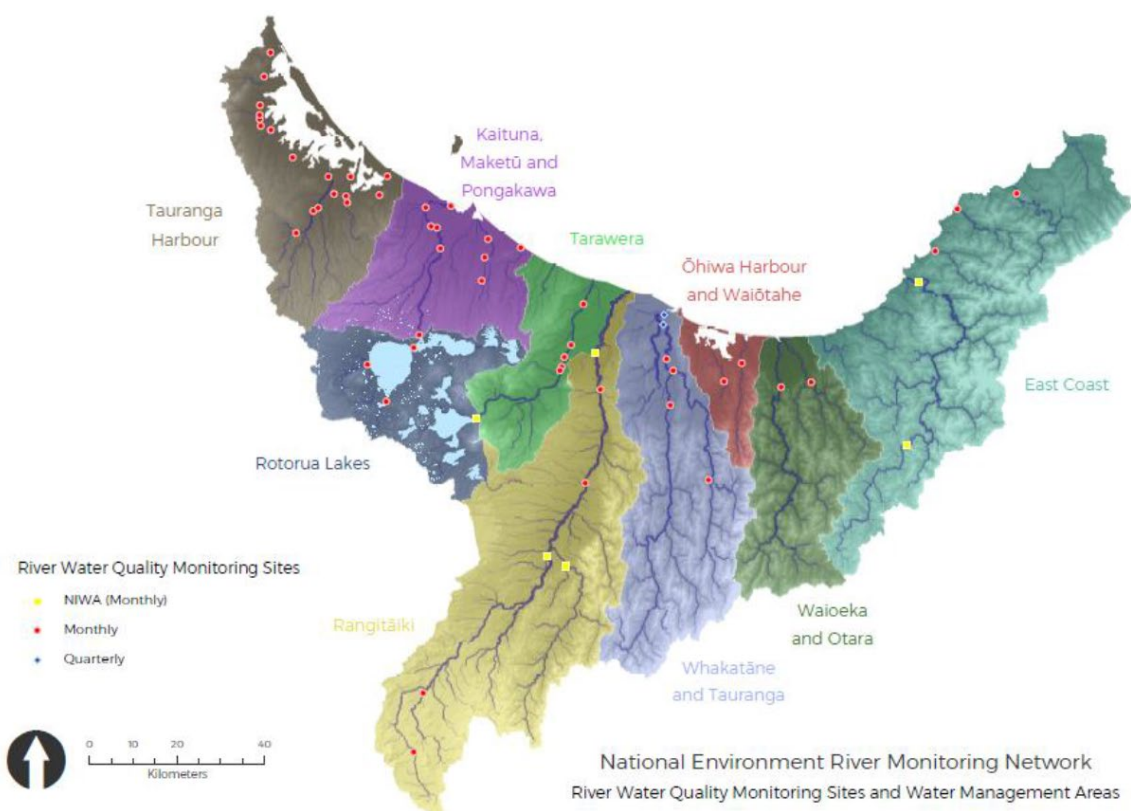 Kaituna,
Maketū and
Pongakawa
Tauranga
Harbour
Tarawera
Ōhiwa Harbour
and Waiōtahe
East Coast
Rotorua Lakes
River Water Quality Monitoring Sites
NIWA (Monthly)
Monthly
Quarterly
Rangitāiki
Waioeka
and Otara
Whakatāne
and Tauranga
0 10 20 40
Kilometers
National Environment River Monitoring Network
River Water Quality Monitoring Sites and Water Management Areas